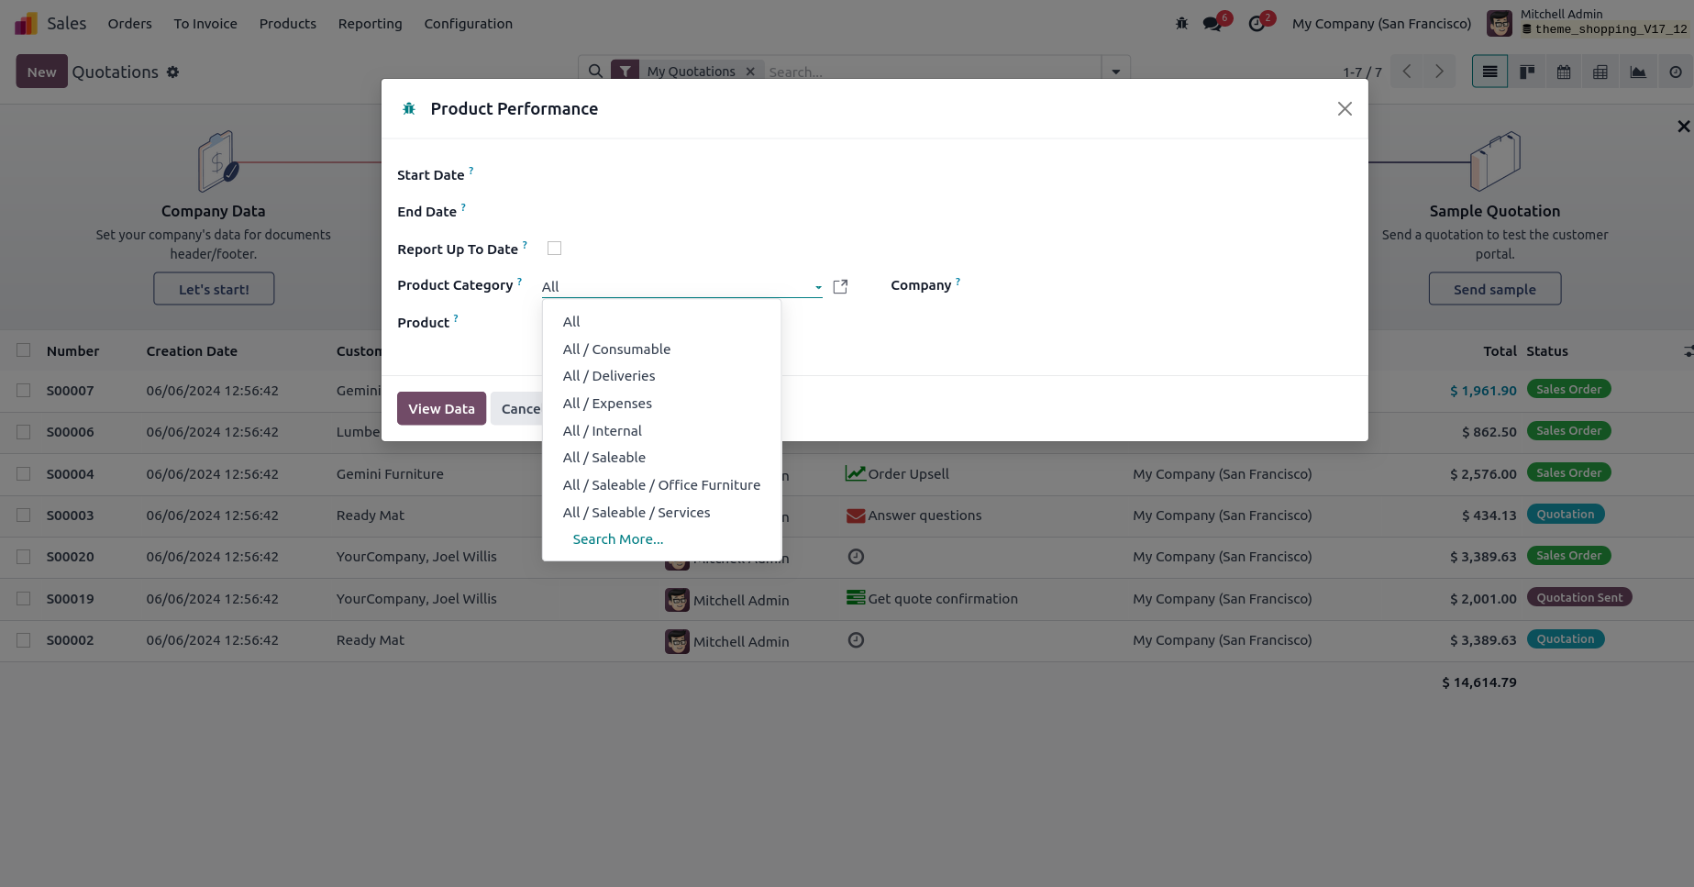 Sales Orders To Invoice Products Reporting Configuration 6 2 My Company (San Francisco) Mitchell Admin
theme_shopping_V17_12
New Quotations My Quotations Search... 1-7 / 7
Product Performance
Start Date ?
End Date ?
Report Up To Date ?
Product Category ? All Company ?
Product ?
All
All / Consumable
All / Deliveries
All / Expenses
All / Internal
All / Saleable
All / Saleable / Office Furniture
All / Saleable / Services
Search More...
View Data Cance
Company Data
Set your company's data for documents
header/footer.
Let's start!
Sample Quotation
Send a quotation to test the customer
portal.
Send sample
Number Creation Date Custom Total Status
S00007 06/06/2024 12:56:42 Gemini $ 1,961.90 Sales Order
S00006 06/06/2024 12:56:42 Lumbe $ 862.50 Sales Order
S00004 06/06/2024 12:56:42 Gemini Furniture n Order Upsell My Company (San Francisco) $ 2,576.00 Sales Order
S00003 06/06/2024 12:56:42 Ready Mat n Answer questions My Company (San Francisco) $ 434.13 Quotation
S00020 06/06/2024 12:56:42 YourCompany, Joel Willis Mitchell Admin My Company (San Francisco) $ 3,389.63 Sales Order
S00019 06/06/2024 12:56:42 YourCompany, Joel Willis Mitchell Admin Get quote confirmation My Company (San Francisco) $ 2,001.00 Quotation Sent
S00002 06/06/2024 12:56:42 Ready Mat Mitchell Admin My Company (San Francisco) $ 3,389.63 Quotation
$ 14,614.79